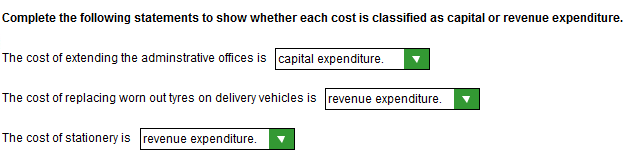 Complete the following statements to show whether each cost is classified as capital or revenue expenditure.
The cost of extending the adminstrative offices is capital expenditure.
The cost of replacing worn out tyres on delivery vehicles is revenue expenditure.
The cost of stationery is revenue expenditure.